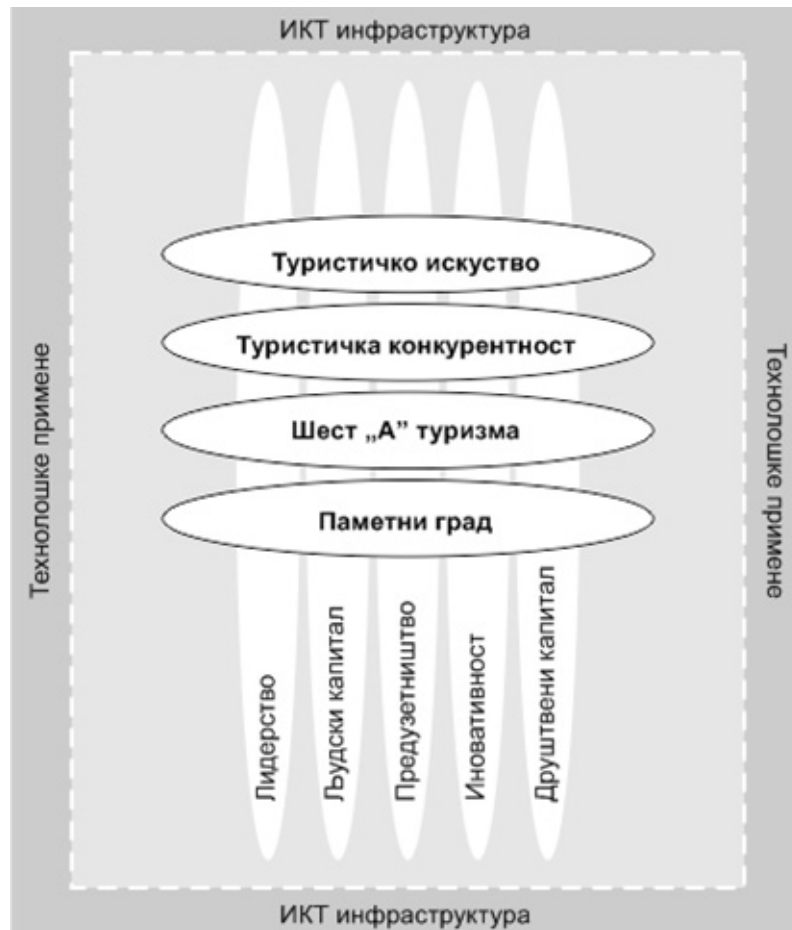 ИКТ инфраструктура
Технолошке примене
Туристичко искуство
Туристичка конкурентност
Шест „А” туризма
Паметни град
Лидерство
Људски капитал
Предузетништво
Иновативност
Друштвени капитал
Технолошке примене
ИКТ инфраструктура